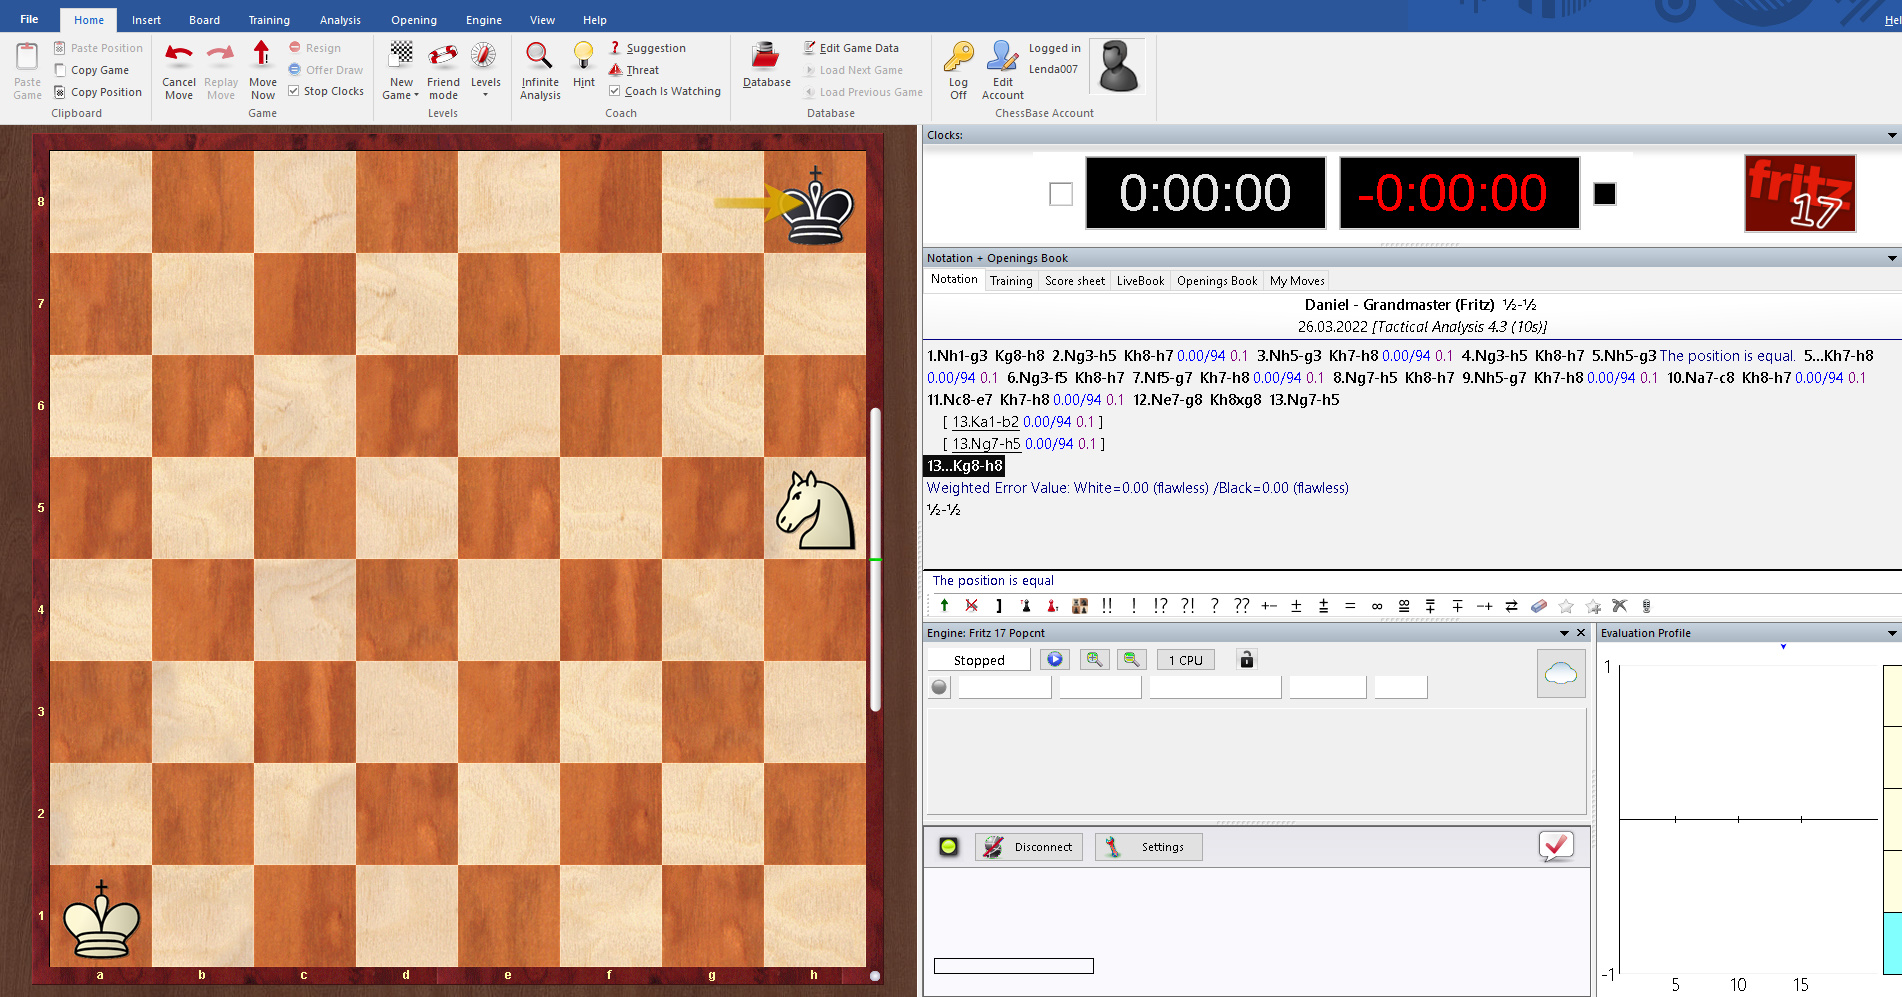 File Home Insert Board Training Analysis Opening Engine View Help
Hel
Paste Game
Paste Position
Copy Game
Copy Position
Clipboard
Cancel Move
Replay Move
Move Now
Resign
Offer Draw
Stop Clocks
Game
New Game
Friend mode
Levels
Levels
Infinite Analysis
Hint
Suggestion
Threat
Coach Is Watching
Coach
Database
Edit Game Data
Load Next Game
Load Previous Game
Database
Log Off
Edit Account
Logged in
Lenda007
ChessBase Account
8
7
6
5
4
3
2
1
a b c d e f g h
Clocks:
0:00:00 -0:00:00
fritz 17
Notation + Openings Book
Notation Training Score sheet LiveBook Openings Book My Moves
Daniel - Grandmaster (Fritz) ½-½
26.03.2022 [Tactical Analysis 4.3 (10s)]
1.Nh1-g3 Kg8-h8 2.Ng3-h5 Kh8-h7 0.00/94 0.1 3.Nh5-g3 Kh7-h8 0.00/94 0.1 4.Ng3-h5 Kh8-h7 5.Nh5-g3 The position is equal. 5...Kh7-h8
0.00/94 0.1 6.Ng3-f5 Kh8-h7 7.Nf5-g7 Kh7-h8 0.00/94 0.1 8.Ng7-h5 Kh8-h7 9.Nh5-g7 Kh7-h8 0.00/94 0.1 10.Na7-c8 Kh8-h7 0.00/94 0.1
11.Nc8-e7 Kh7-h8 0.00/94 0.1 12.Ne7-g8 Kh8xg8 13.Ng7-h5
[ 13.Ka1-b2 0.00/94 0.1 ]
[ 13.Ng7-h5 0.00/94 0.1 ]
13...Kg8-h8
Weighted Error Value: White=0.00 (flawless) /Black=0.00 (flawless)
½-½
The position is equal
!! ! !? ?! ? ?? +− ± ⩲ = ∞ ≌ ⩱ ∓ −+ ⇄
Engine: Fritz 17 Popcnt
Stopped 1 CPU
Disconnect Settings
Evaluation Profile
1
-1
5 10 15